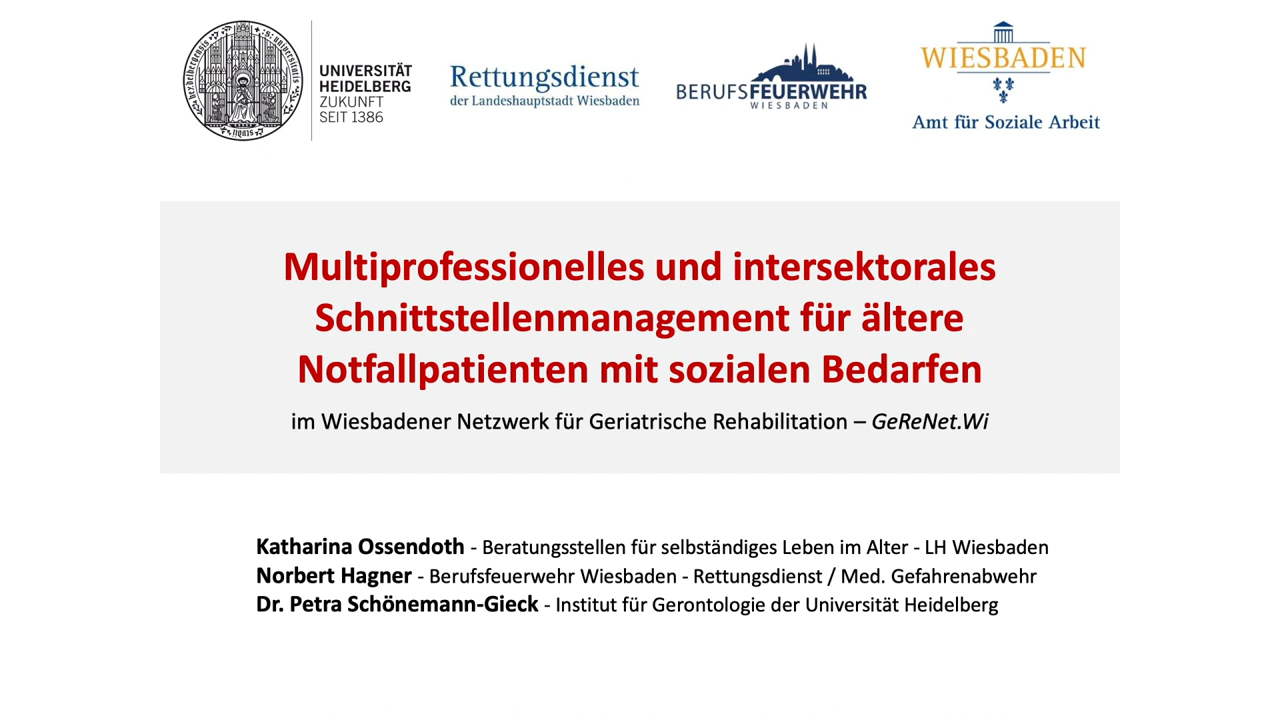 UNIVERSITÄT
HEIDELBERG
ZUKUNFT
SEIT 1386
Rettungsdienst
der Landeshauptstadt Wiesbaden
BERUFSFEUERWEHR
WIESBADEN
WIESBADEN
Amt für Soziale Arbeit
Multiprofessionelles und intersektorales
Schnittstellenmanagement für ältere
Notfallpatienten mit sozialen Bedarfen
im Wiesbadener Netzwerk für Geriatrische Rehabilitation – GeReNet.Wi
Katharina Ossendoth - Beratungsstellen für selbständiges Leben im Alter - LH Wiesbaden
Norbert Hagner - Berufsfeuerwehr Wiesbaden - Rettungsdienst / Med. Gefahrenabwehr
Dr. Petra Schönemann-Gieck - Institut für Gerontologie der Universität Heidelberg